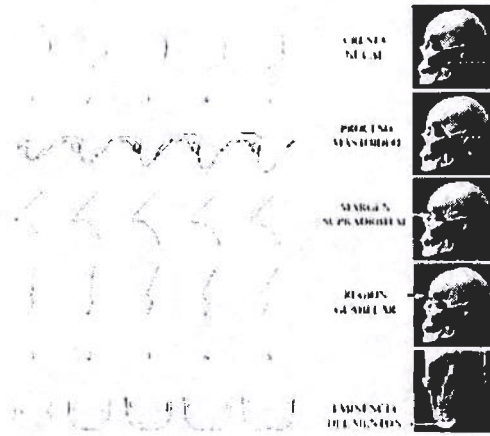 CRESTA
NUCAL
PROCESO
MASTOIDEO
MARGEN
SUPRAORBITAL
REGION
GLABELAR
EMINENCIA
DEL MENTON